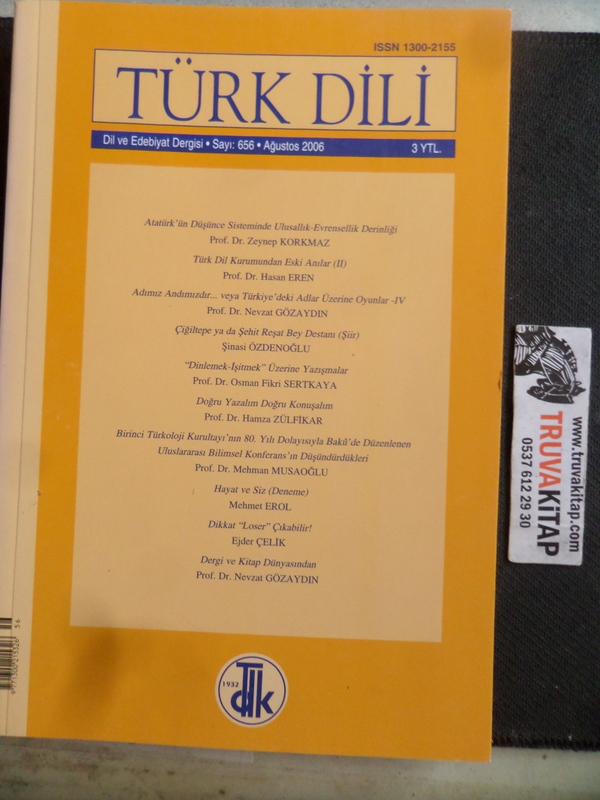 ISSN 1300-2155
TÜRK DİLİ
Dil ve Edebiyat Dergisi • Sayı: 656 • Ağustos 2006 3 YTL.
Atatürk'ün Düşünce Sisteminde Ulusallık-Evrensellik Derinliği
Prof. Dr. Zeynep KORKMAZ
Türk Dil Kurumundan Eski Anılar (II)
Prof. Dr. Hasan EREN
Adımız Andımızdır... veya Türkiye'deki Adlar Üzerine Oyunlar -IV
Prof. Dr. Nevzat GÖZAYDIN
Çiğiltepe ya da Şehit Reşat Bey Destanı (Şiir)
Şinasi ÖZDENOĞLU
"Dinlemek-İşitmek" Üzerine Yazışmalar
Prof. Dr. Osman Fikri SERTKAYA
Doğru Yazalım Doğru Konuşalım
Prof. Dr. Hamza ZÜLFİKAR
Birinci Türkoloji Kurultayı'nın 80. Yılı Dolayısıyla Bakû'de Düzenlenen
Uluslararası Bilimsel Konferans'ın Düşündürdükleri
Prof. Dr. Mehman MUSAOĞLU
Hayat ve Siz (Deneme)
Mehmet EROL
Dikkat "Loser" Çıkabilir!
Ejder ÇELİK
Dergi ve Kitap Dünyasından
Prof. Dr. Nevzat GÖZAYDIN
1932
TDK
56
9 771300 215526
www.truvakitap.com
TRUVAKİTAP
0537 612 29 30